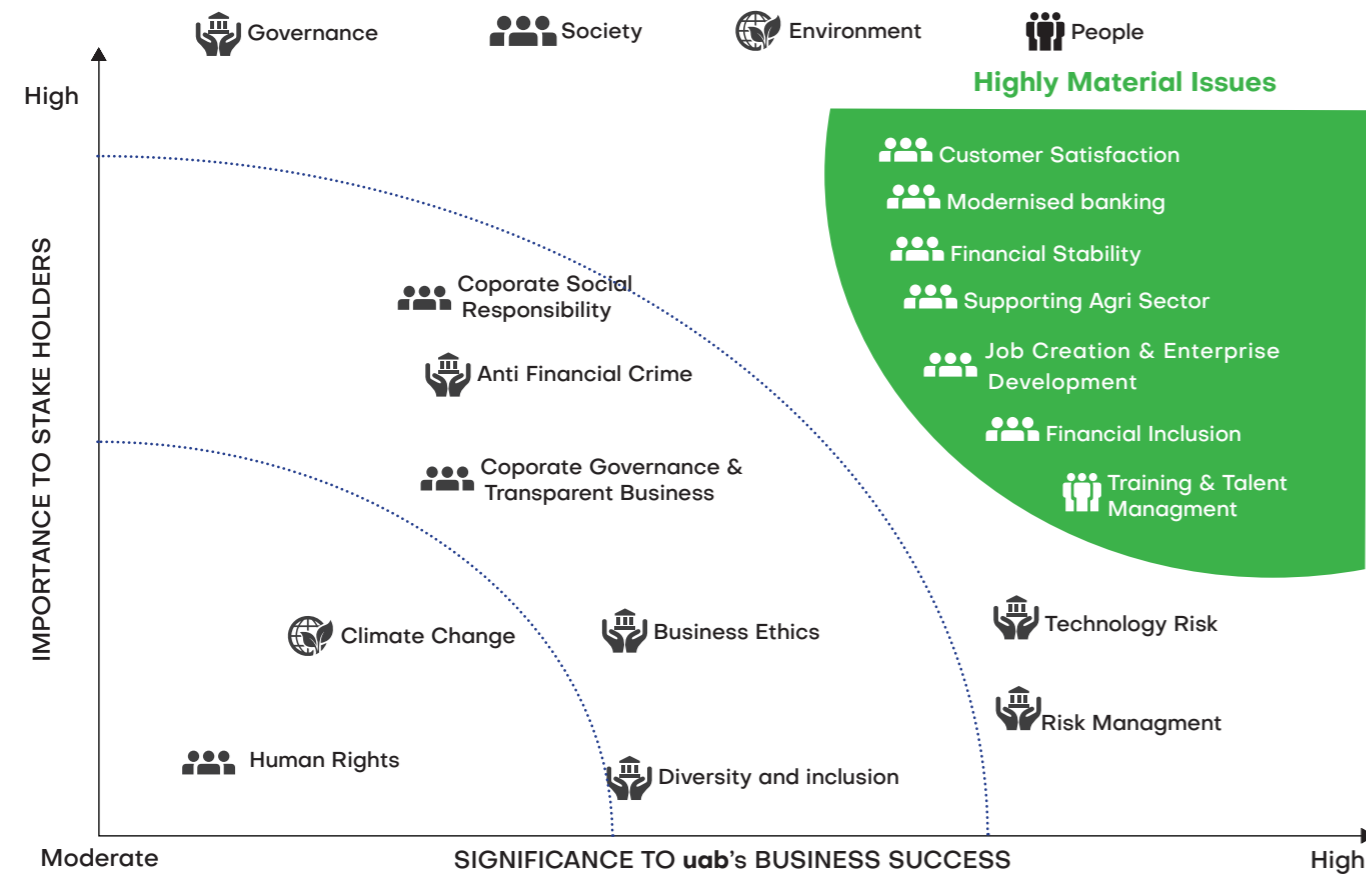 Governance
Society
Environment
People
High
Highly Material Issues
Customer Satisfaction
Modernised banking
Financial Stability
Supporting Agri Sector
Job Creation & Enterprise
Development
Financial Inclusion
Training & Talent
Managment
Coporate Social
Responsibility
Anti Financial Crime
Coporate Governance &
Transparent Business
Climate Change
Business Ethics
Technology Risk
Risk Managment
Human Rights
Diversity and inclusion
IMPORTANCE TO STAKE HOLDERS
Moderate
SIGNIFICANCE TO uab's BUSINESS SUCCESS
High